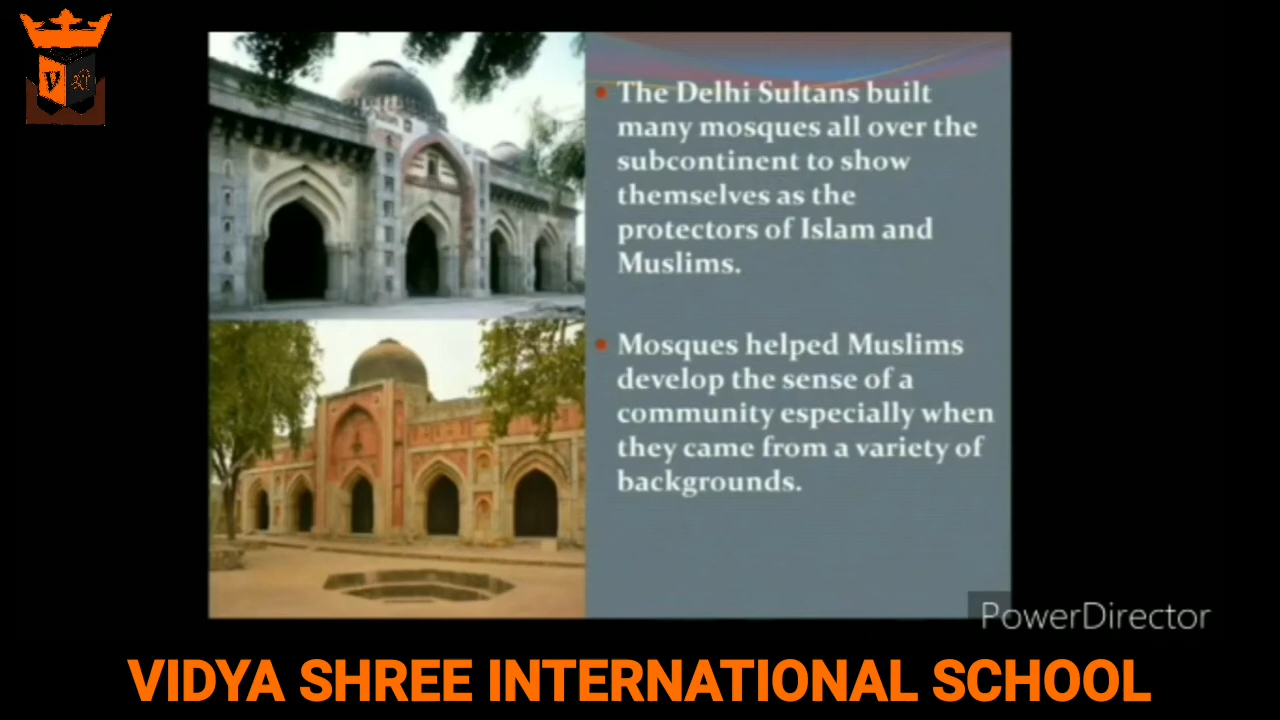 The Delhi Sultans built
many mosques all over the
subcontinent to show
themselves as the
protectors of Islam and
Muslims.
Mosques helped Muslims
develop the sense of a
community especially when
they came from a variety of
backgrounds.
PowerDirector
VIDYA SHREE INTERNATIONAL SCHOOL